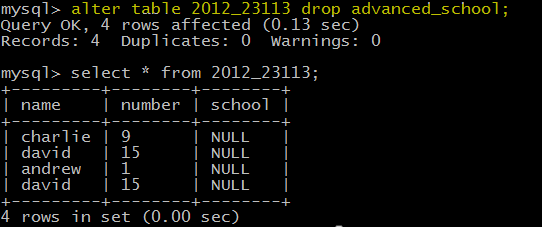 mysql> alter table 2012_23113 drop advanced_school;
Query OK, 4 rows affected (0.13 sec)
Records: 4  Duplicates: 0  Warnings: 0
mysql> select * from 2012_23113;
+---------+--------+--------+
| name    | number | school |
+---------+--------+--------+
| charlie | 9      | NULL   |
| david   | 15     | NULL   |
| andrew  | 1      | NULL   |
| david   | 15     | NULL   |
+---------+--------+--------+
4 rows in set (0.00 sec)